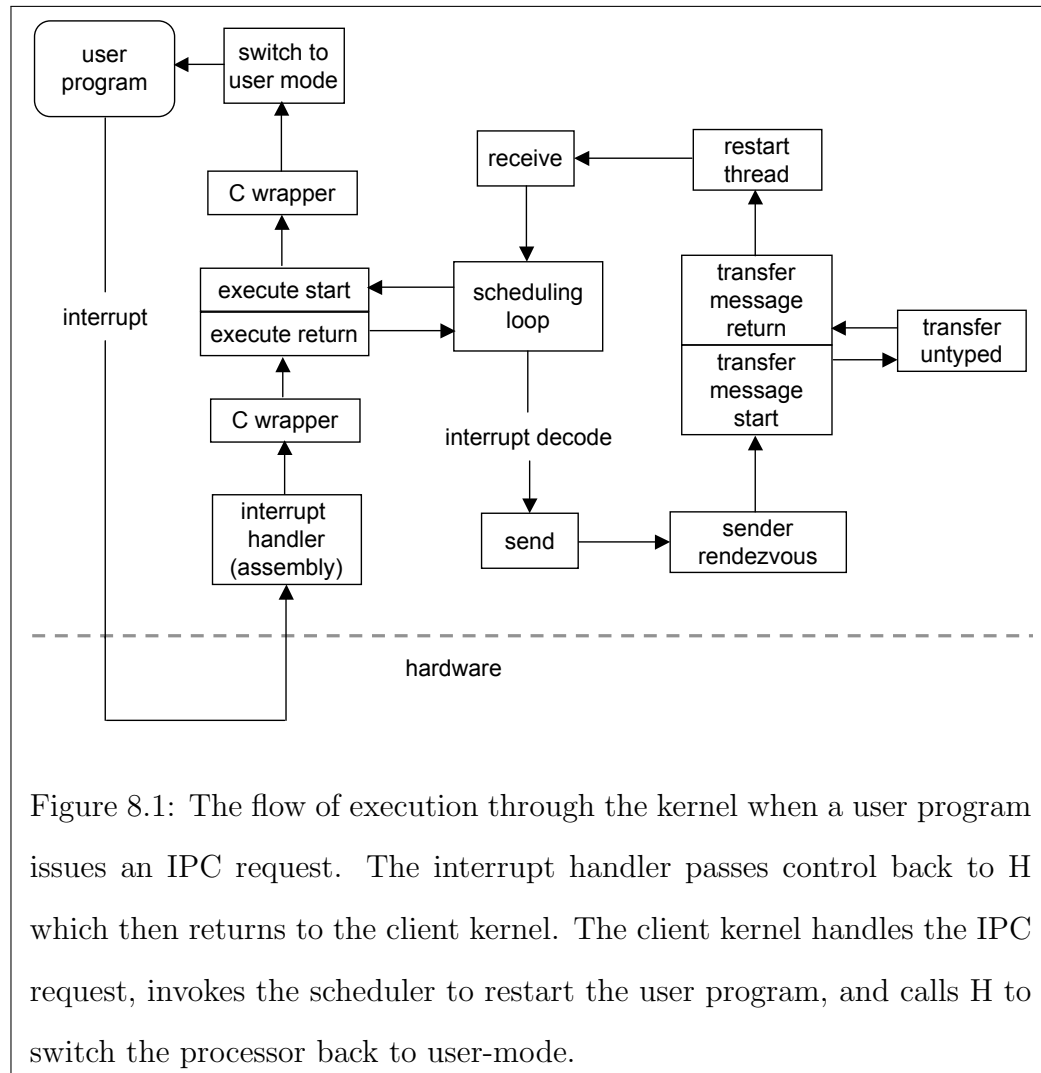 user
program
switch to
user mode
receive
restart
thread
C wrapper
execute start
execute return
scheduling
loop
transfer
message
return
transfer
message
start
transfer
untyped
interrupt
C wrapper
interrupt decode
interrupt
handler
(assembly)
send
sender
rendezvous
hardware
Figure 8.1: The flow of execution through the kernel when a user program
issues an IPC request. The interrupt handler passes control back to H
which then returns to the client kernel. The client kernel handles the IPC
request, invokes the scheduler to restart the user program, and calls H to
switch the processor back to user-mode.